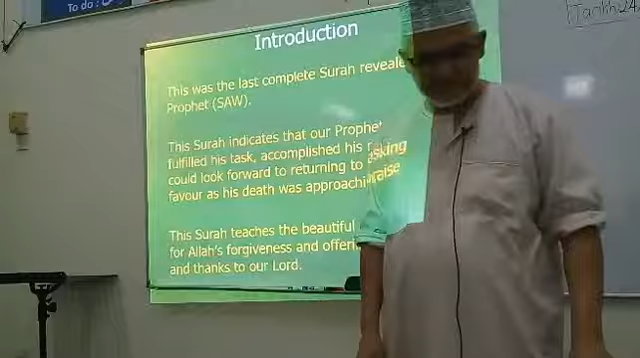 To do :
Introduction
This was the last complete Surah reveale
Prophet (SAW).
This Surah indicates that our Prophet
fulfilled his task, accomplished his
could look forward to returning to asking
favour as his death was approachi raise
This Surah teaches the beautiful
for Allah's forgiveness and offeri
and thanks to our Lord.